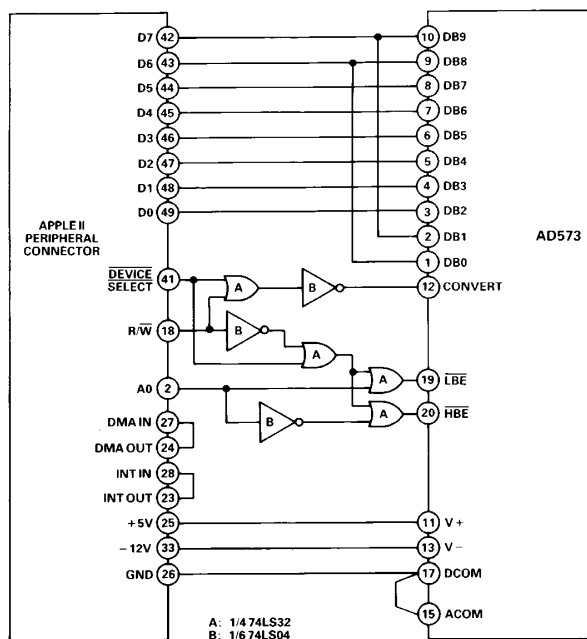 D7 42 10 DB9
D6 43 9 DB8
D5 44 8 DB7
D4 45 7 DB6
D3 46 6 DB5
D2 47 5 DB4
D1 48 4 DB3
D0 49 3 DB2
2 DB1
1 DB0
APPLE II
PERIPHERAL
CONNECTOR
AD573
DEVICE
SELECT 41 A B 12 CONVERT
R/W 18 B A
A0 2 A 19 LBE
B A 20 HBE
DMA IN 27
DMA OUT 24
INT IN 28
INT OUT 23
+5V 25 11 V+
−12V 33 13 V−
GND 26 17 DCOM
15 ACOM
A: 1/4 74LS32
B: 1/6 74LS04